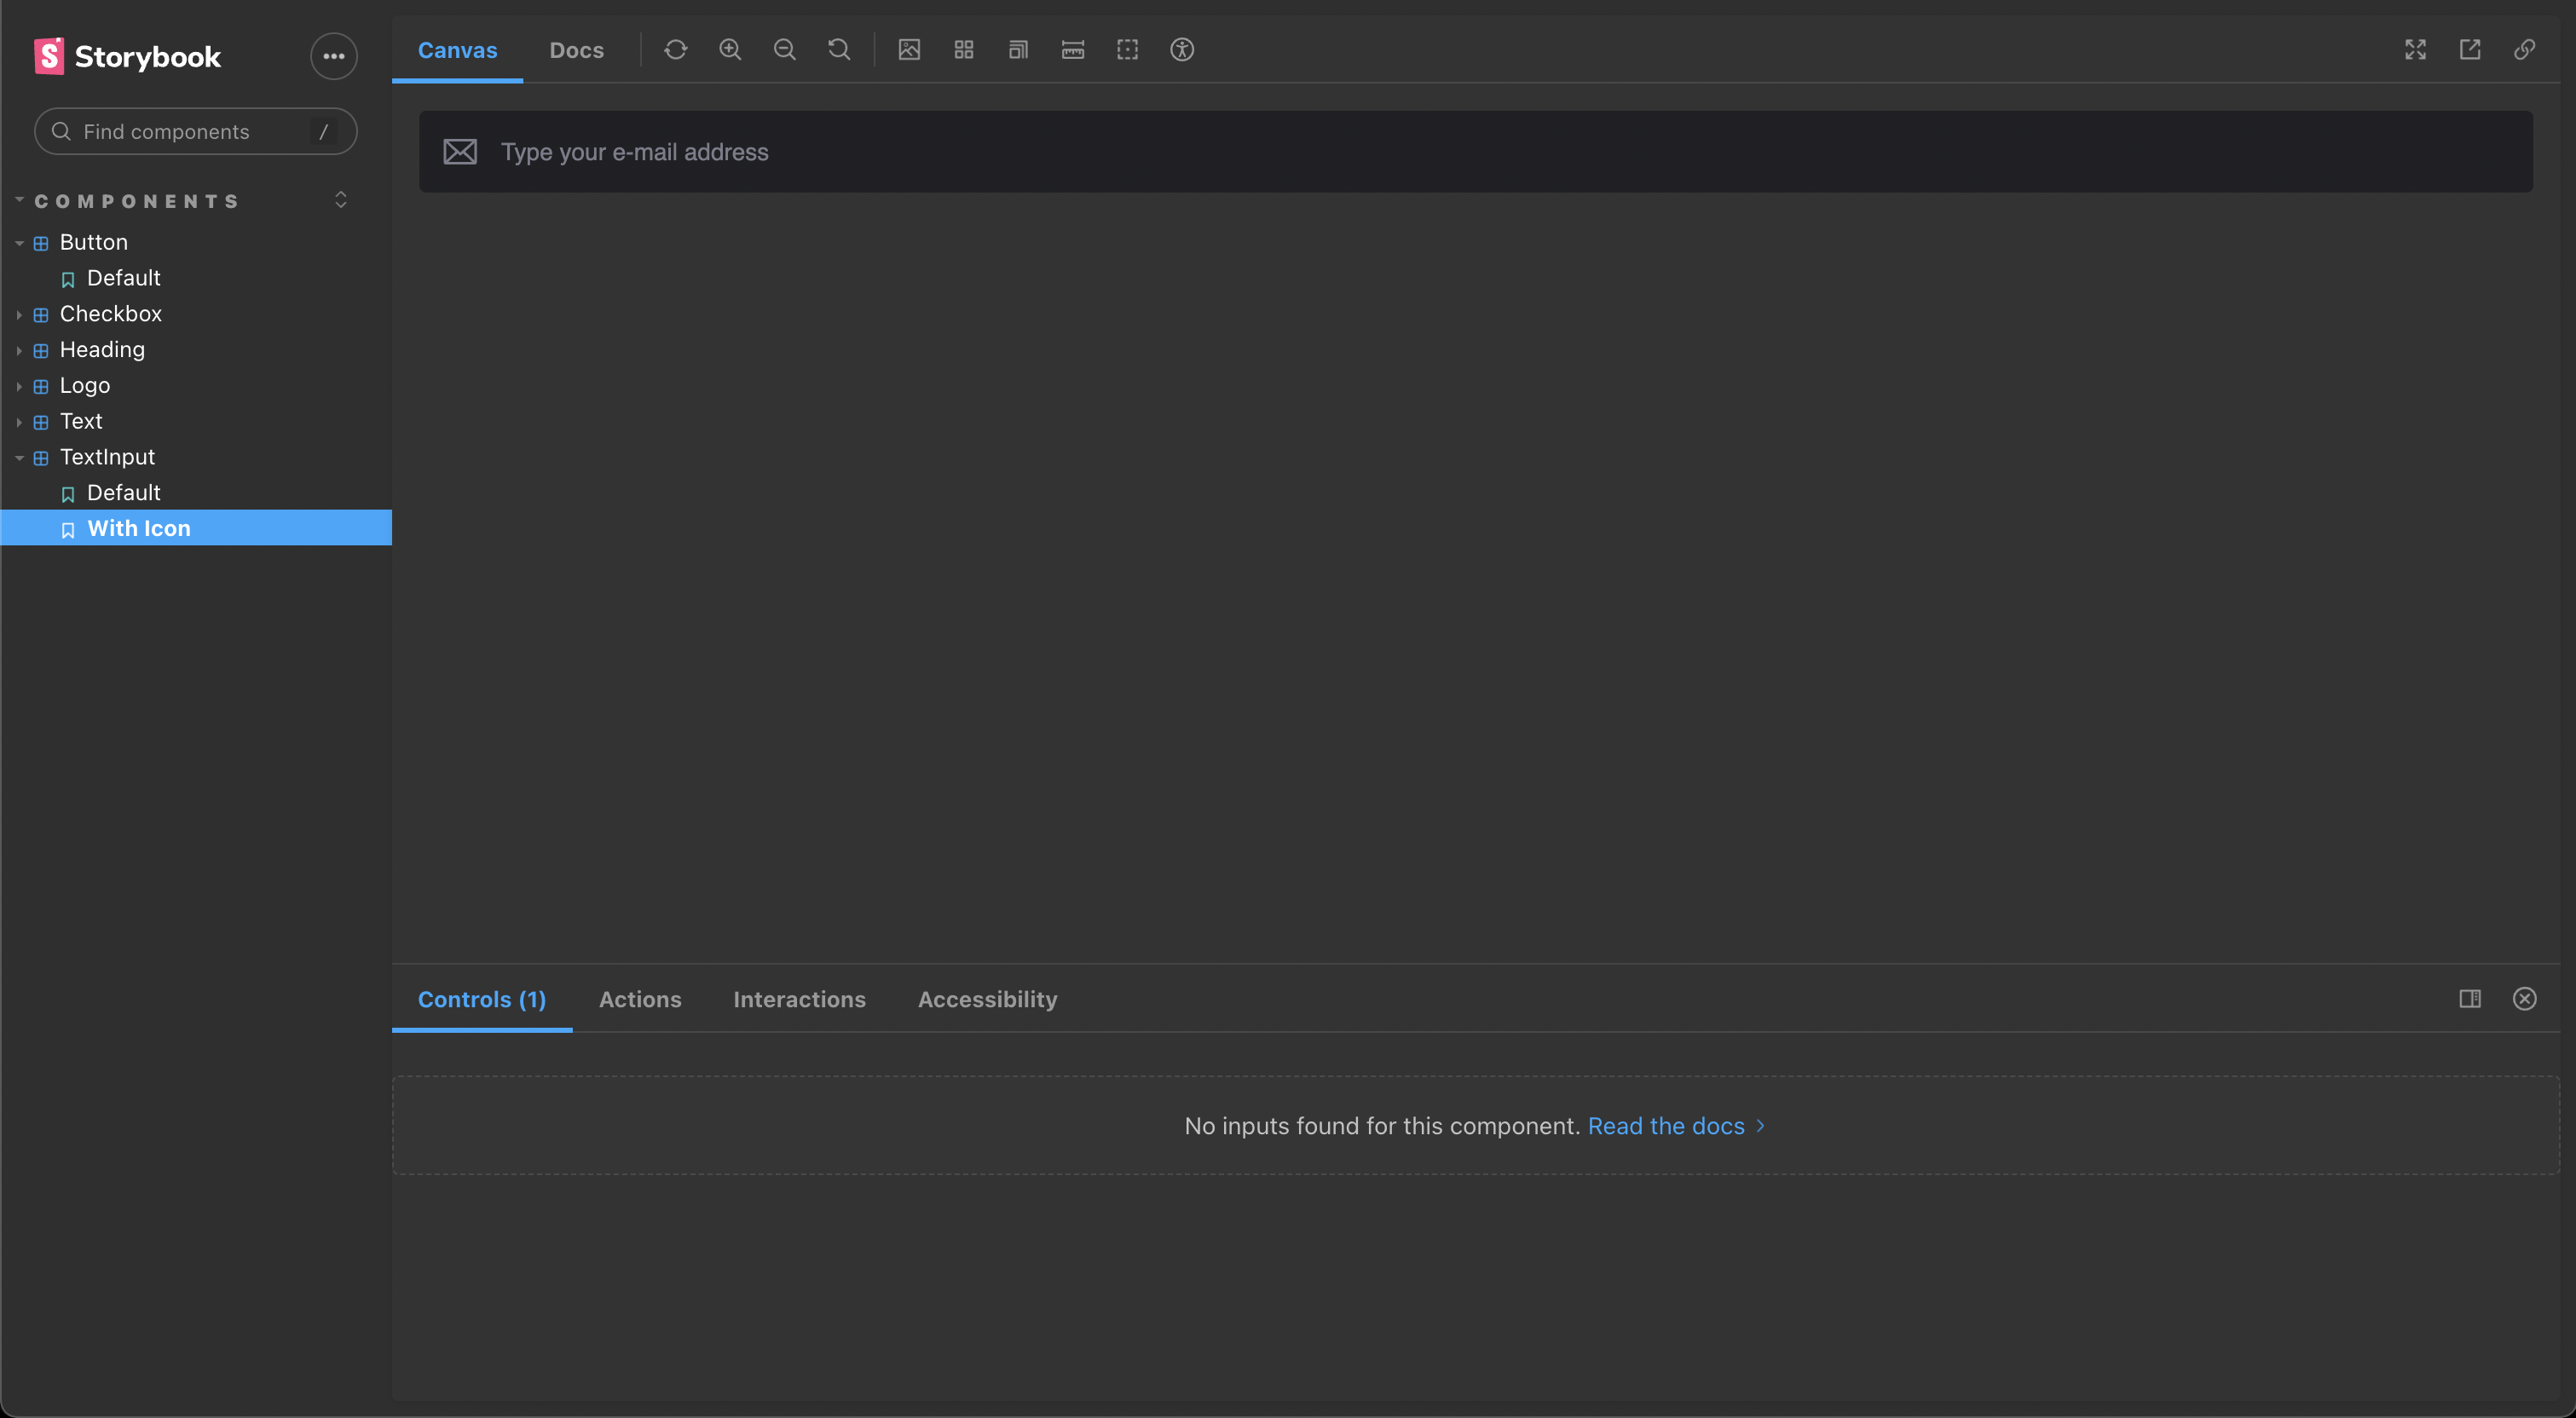 Storybook
Find components /
COMPONENTS
Button
Default
Checkbox
Heading
Logo
Text
TextInput
Default
With Icon
Canvas Docs
Type your e-mail address
Controls (1) Actions Interactions Accessibility
No inputs found for this component. Read the docs